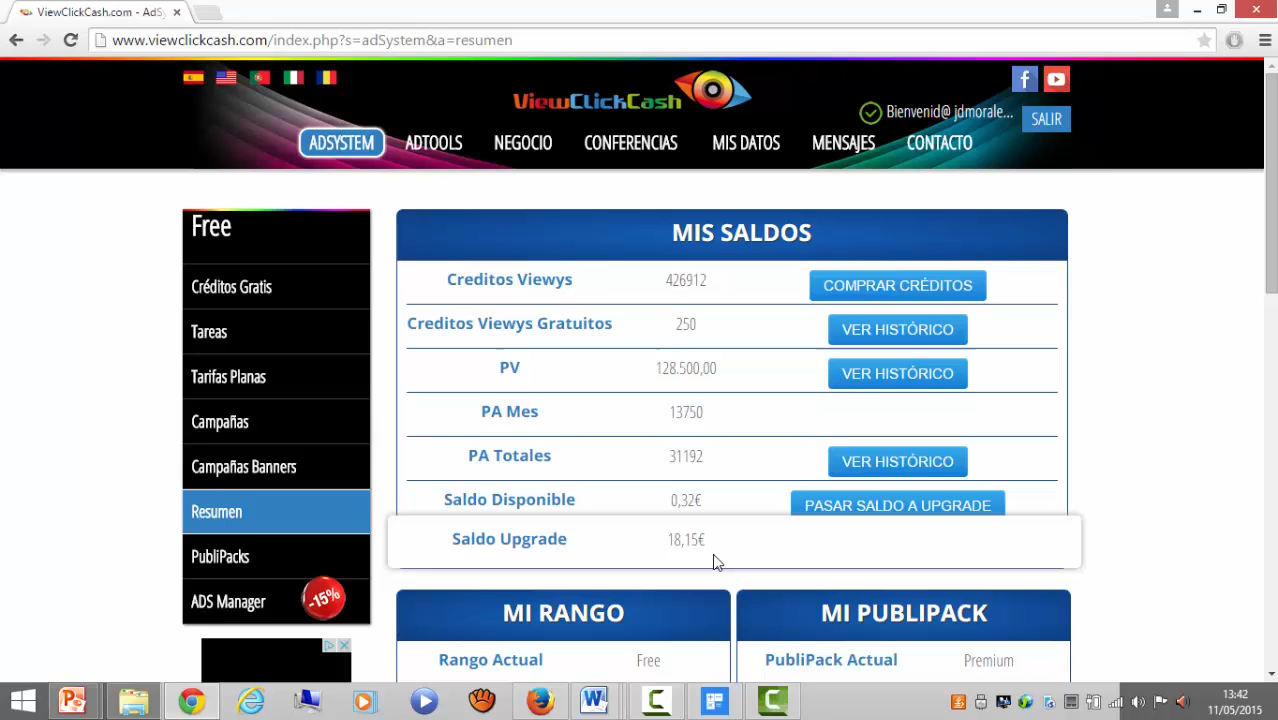 ViewClickCash.com - AdSy
www.viewclickcash.com/index.php?s=adSystem&a=resumen
ViewClickCash
Bienvenid@ jdmorale...
SALIR
ADSYSTEM
ADTOOLS
NEGOCIO
CONFERENCIAS
MIS DATOS
MENSAJES
CONTACTO
Free
Créditos Gratis
Tareas
Tarifas Planas
Campañas
Campañas Banners
Resumen
PubliPacks
ADS Manager
-15%
MIS SALDOS
Creditos Viewys 426912 COMPRAR CRÉDITOS
Creditos Viewys Gratuitos 250 VER HISTÓRICO
PV 128.500,00 VER HISTÓRICO
PA Mes 13750
PA Totales 31192 VER HISTÓRICO
Saldo Disponible 0,32€ PASAR SALDO A UPGRADE
Saldo Upgrade 18,15€
MI RANGO
Rango Actual Free
MI PUBLIPACK
PubliPack Actual Premium
13:42
11/05/2015